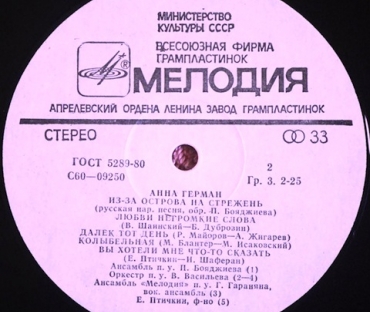 МИНИСТЕРСТВО
КУЛЬТУРЫ СССР
ВСЕСОЮЗНАЯ ФИРМА
ГРАМПЛАСТИНОК
МЕЛОДИЯ
АПРЕЛЕВСКИЙ ОРДЕНА ЛЕНИНА ЗАВОД ГРАМПЛАСТИНОК
СТЕРЕО 33
ГОСТ 5289-80 2
С60—09250 Гр. 3. 2-25
АННА ГЕРМАН
ИЗ-ЗА ОСТРОВА НА СТРЕЖЕНЬ
(русская нар. песня, обр. П. Бояджиева)
ЛЮБВИ НЕГРОМКИЕ СЛОВА
(В. Шаинский— Б. Дубровин)
ДАЛЕК ТОТ ДЕНЬ (Р. Майоров— А. Жигарев)
КОЛЫБЕЛЬНАЯ (М. Блантер— М. Исаковский)
ВЫ ХОТЕЛИ МНЕ ЧТО-ТО СКАЗАТЬ
(Е. Птичкин— И. Шаферан)
Ансамбль п. у. П. Бояджиева (1)
Оркестр п. у. В. Васильева (2—4)
Ансамбль «Мелодия» п. у. Г. Гараняна,
вок. ансамбль (3)
Е. Птичкин, ф-но (5)